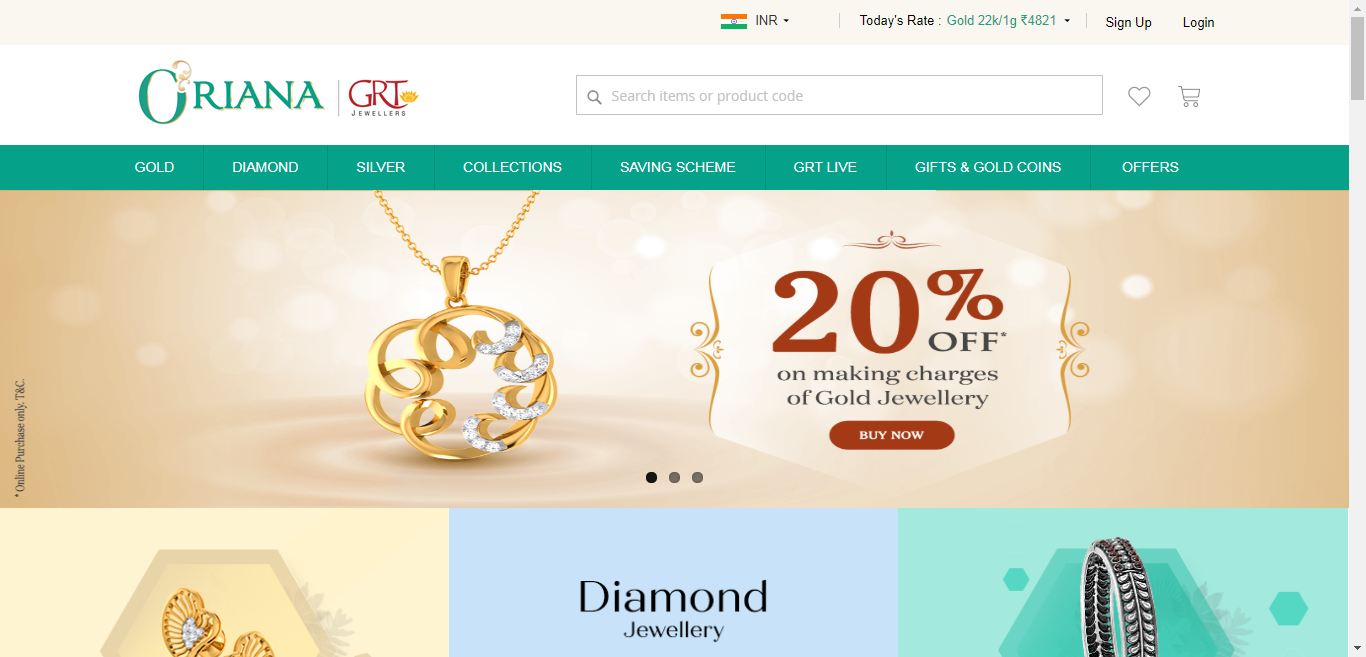 INR
Today's Rate : Gold 22k/1g ₹4821
Sign Up
Login
ORIANA
GRT
JEWELLERS
Search items or product code
GOLD
DIAMOND
SILVER
COLLECTIONS
SAVING SCHEME
GRT LIVE
GIFTS & GOLD COINS
OFFERS
20%
OFF*
on making charges
of Gold Jewellery
BUY NOW
* Online Purchase only. T&C.
Diamond
Jewellery